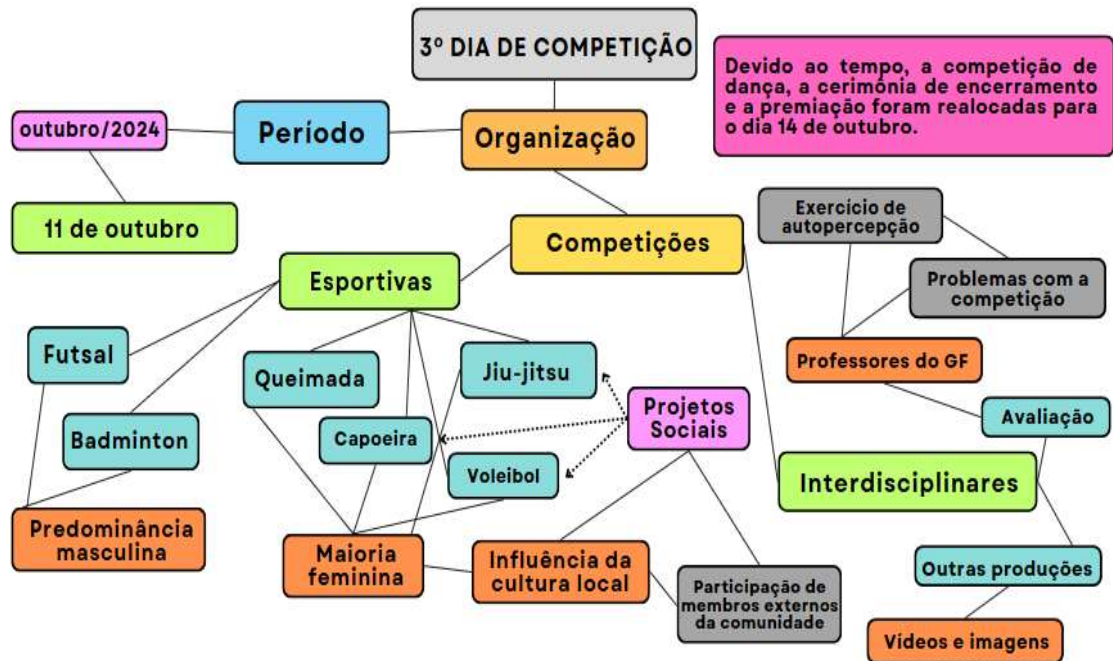 3º DIA DE COMPETIÇÃO
Devido ao tempo, a competição de
dança, a cerimônia de encerramento
e a premiação foram realocadas para
o dia 14 de outubro.
outubro/2024
Período
Organização
11 de outubro
Competições
Exercício de
autopercepção
Esportivas
Problemas com a
competição
Futsal
Queimada
Jiu-jitsu
Professores do GF
Projetos
Sociais
Avaliação
Badminton
Capoeira
Voleibol
Interdisciplinares
Predominância
masculina
Maioria
feminina
Influência da
cultura local
Participação de
membros externos
da comunidade
Outras produções
Vídeos e imagens